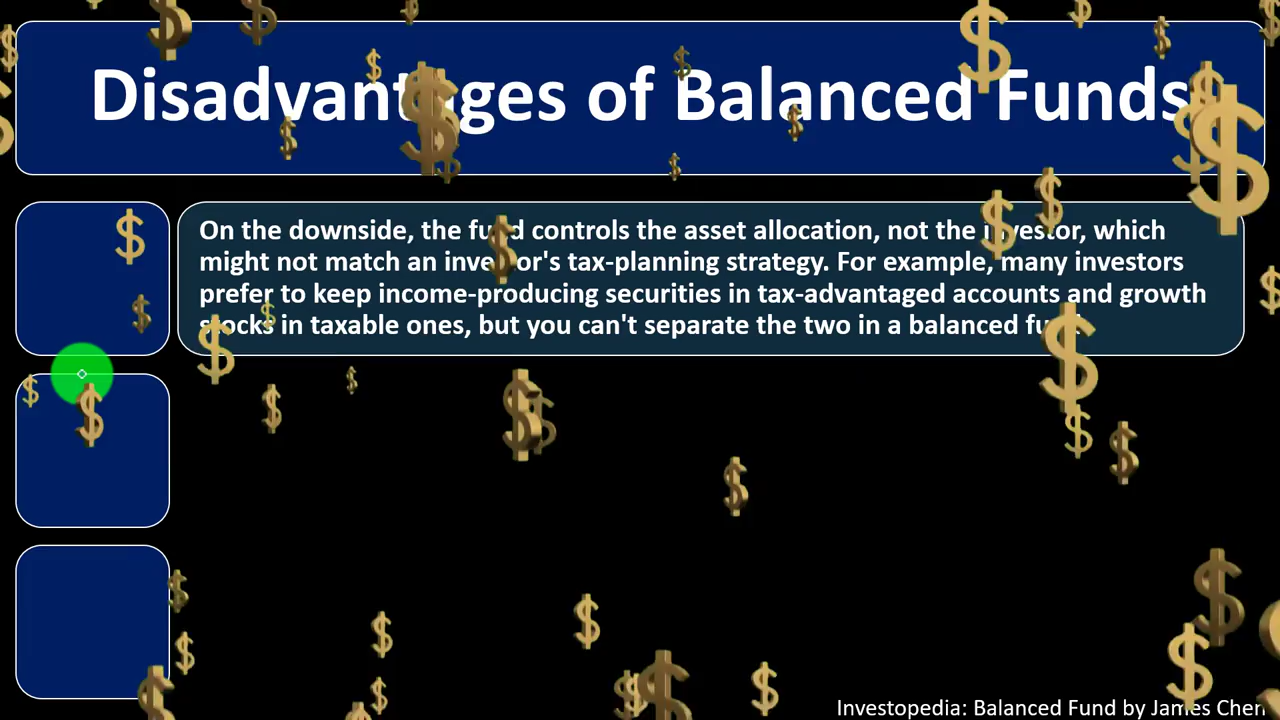 Disadvantages of Balanced Funds
On the downside, the fund controls the asset allocation, not the investor, which
might not match an investor's tax-planning strategy. For example, many investors
prefer to keep income-producing securities in tax-advantaged accounts and growth
stocks in taxable ones, but you can't separate the two in a balanced fund.
Investopedia: Balanced Fund by James Chen